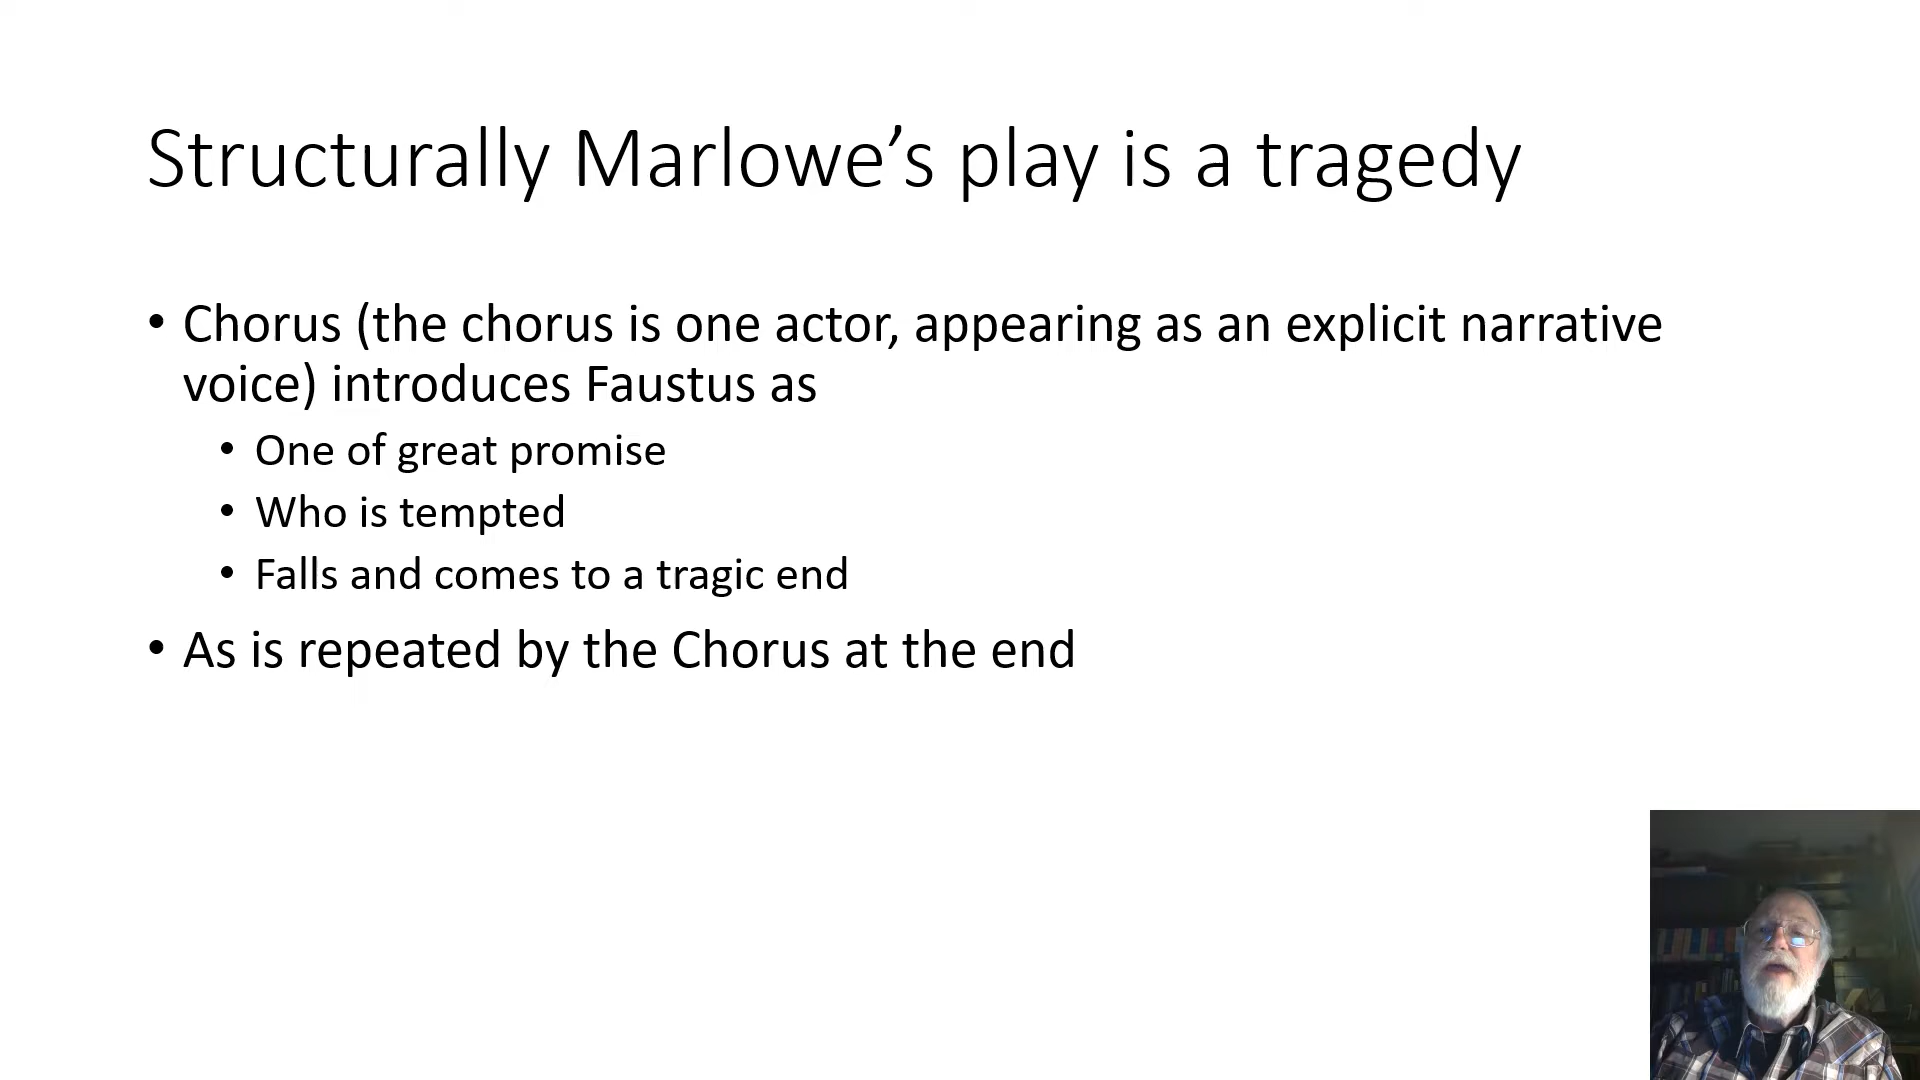 Structurally Marlowe’s play is a tragedy
• Chorus (the chorus is one actor, appearing as an explicit narrative
voice) introduces Faustus as
• One of great promise
• Who is tempted
• Falls and comes to a tragic end
• As is repeated by the Chorus at the end